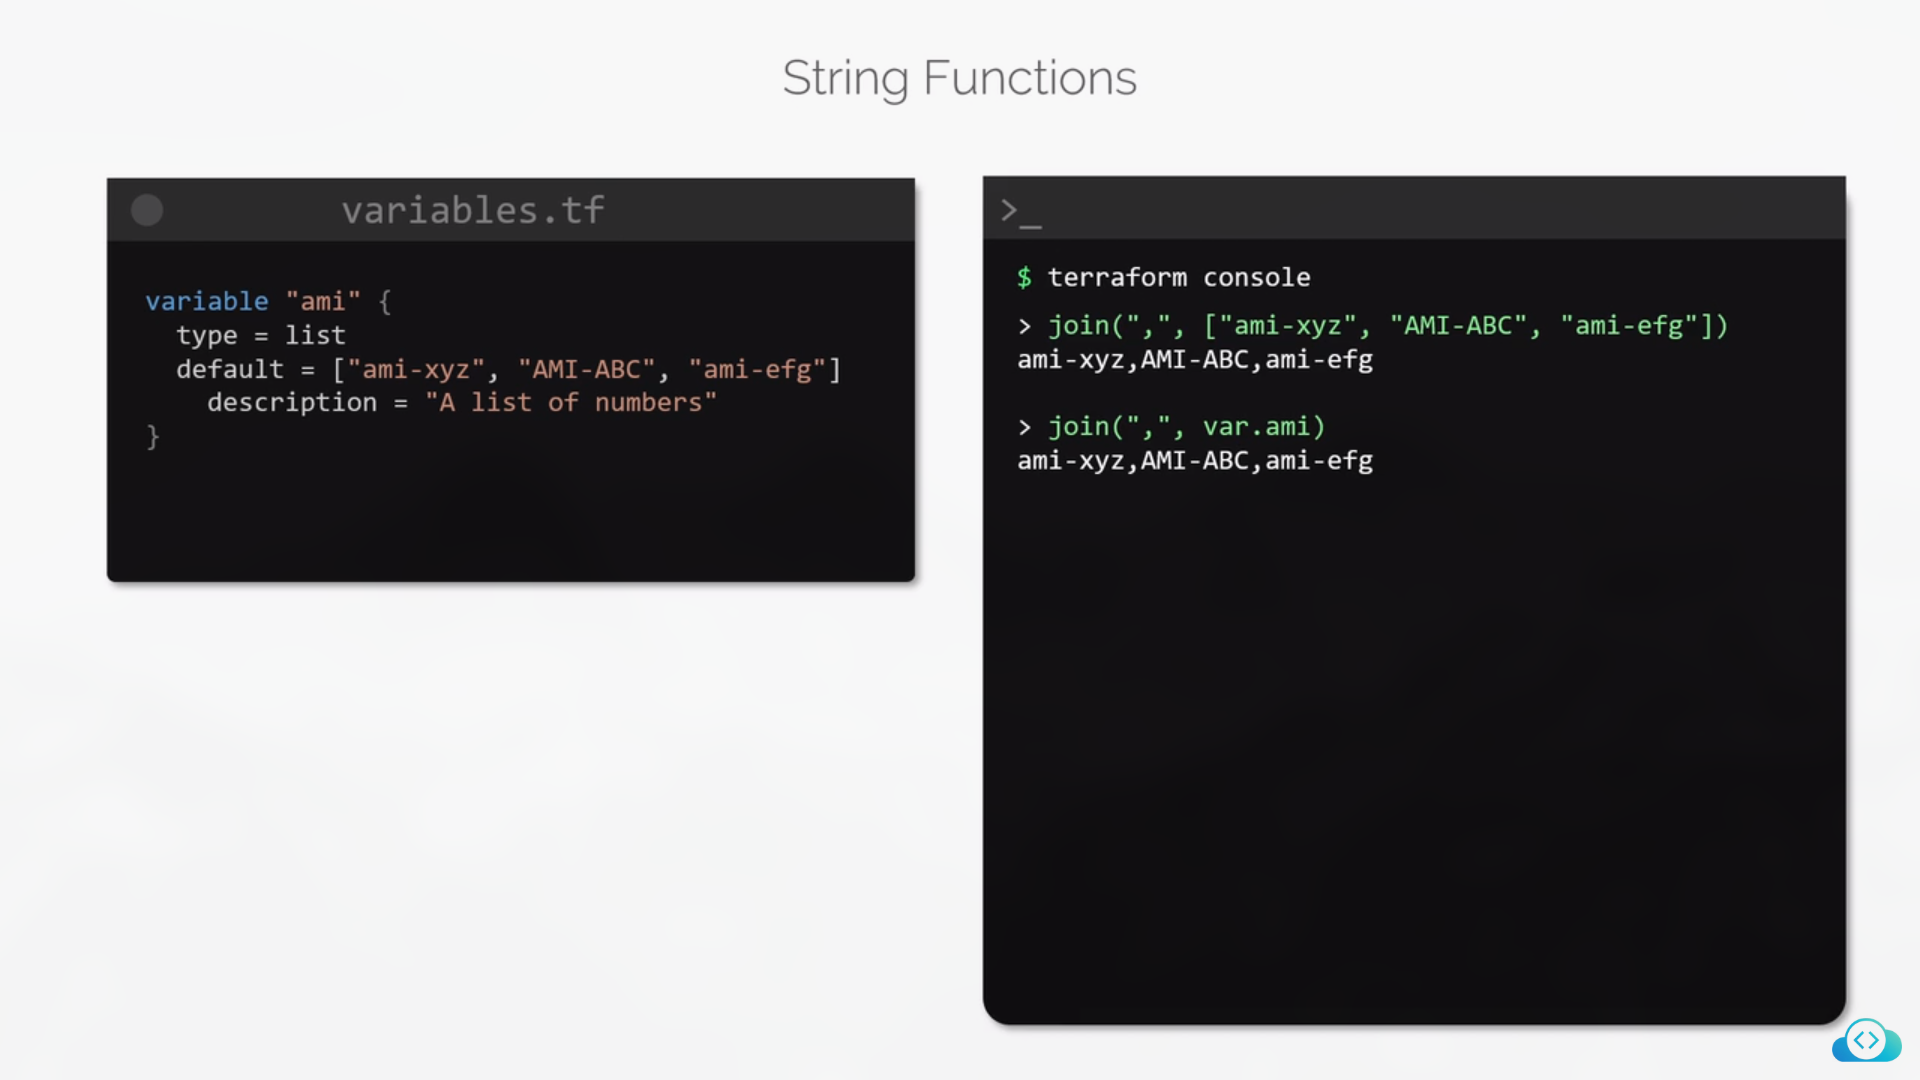 String Functions
variables.tf
variable "ami" {
  type = list
  default = ["ami-xyz", "AMI-ABC", "ami-efg"]
    description = "A list of numbers"
}
>_
$ terraform console
> join(",", ["ami-xyz", "AMI-ABC", "ami-efg"])
ami-xyz,AMI-ABC,ami-efg
> join(",", var.ami)
ami-xyz,AMI-ABC,ami-efg